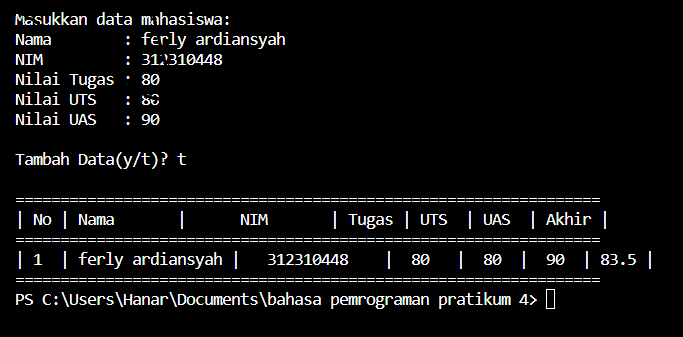 Masukkan data mahasiswa:
Nama        : ferly ardiansyah
NIM         : 312310448
Nilai Tugas : 80
Nilai UTS   : 80
Nilai UAS   : 90
Tambah Data(y/t)? t
=================================================================
| No | Nama       |      NIM       | Tugas | UTS  | UAS  | Akhir |
=================================================================
| 1  | ferly ardiansyah |   312310448    |  80   |  80  |  90  | 83.5 |
=================================================================
PS C:\Users\Hanar\Documents\bahasa pemrograman pratikum 4>